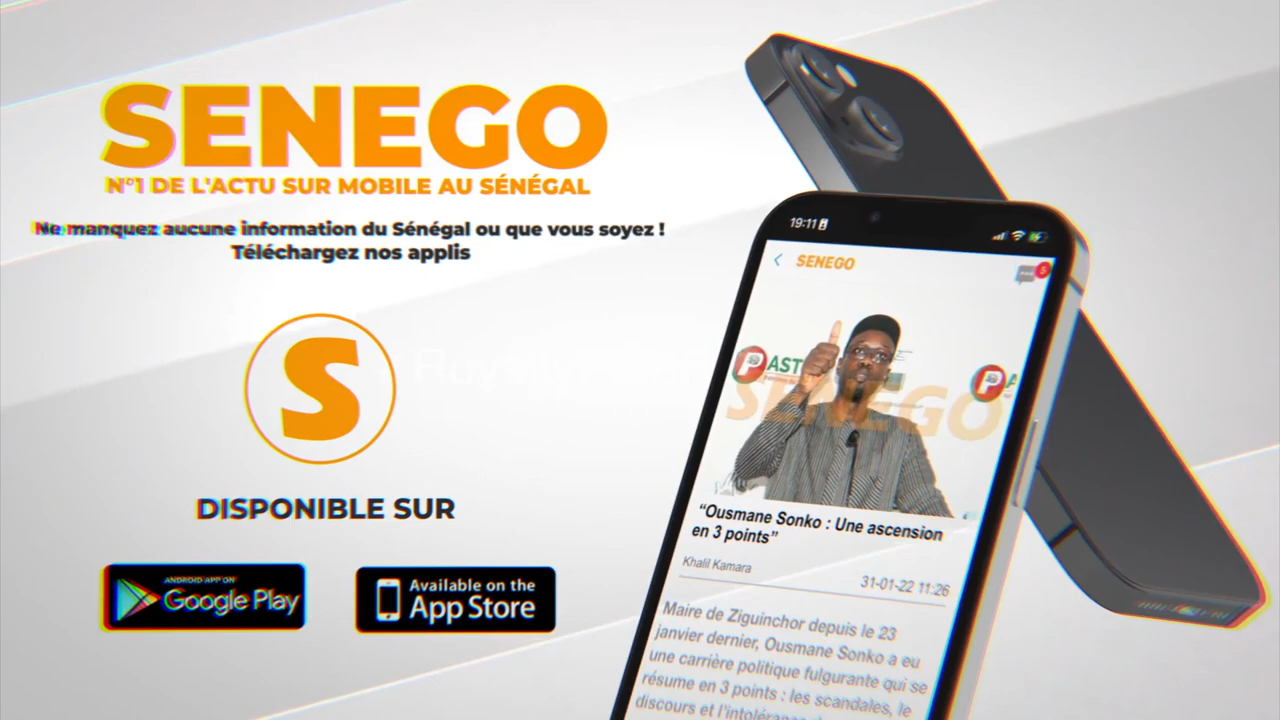 SENEGO
N°1 DE L'ACTU SUR MOBILE AU SÉNÉGAL
Ne manquez aucune information du Sénégal ou que vous soyez !
Téléchargez nos applis
S
DISPONIBLE SUR
ANDROID APP ON
Google Play
Available on the
App Store
19:11
SENEGO
5
PAST
P
SENEGO
“Ousmane Sonko : Une ascension
en 3 points”
Khalil Kamara
31-01-22 11:26
Maire de Ziguinchor depuis le 23
janvier dernier, Ousmane Sonko a eu
une carrière politique fulgurante qui se
résume en 3 points : les scandales, le
discours et l'intolérance